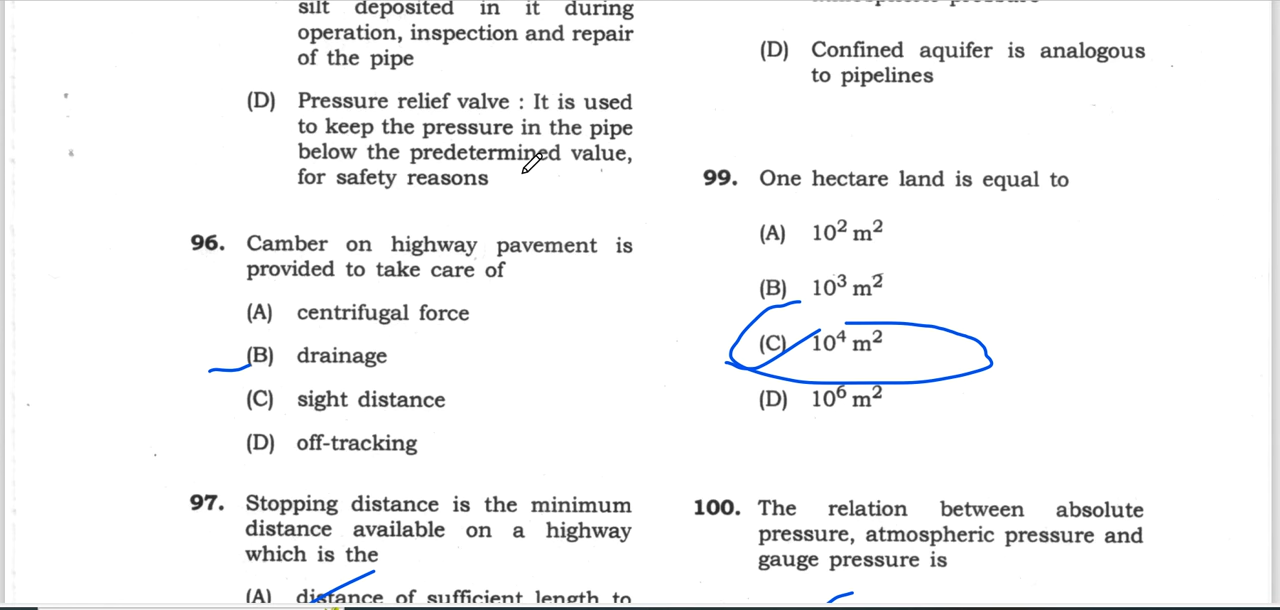 silt deposited in it during
operation, inspection and repair
of the pipe
(D) Pressure relief valve : It is used
to keep the pressure in the pipe
below the predetermined value,
for safety reasons
96. Camber on highway pavement is
provided to take care of
(A) centrifugal force
(B) drainage
(C) sight distance
(D) off-tracking
97. Stopping distance is the minimum
distance available on a highway
which is the
(A) distance of sufficient length to
(D) Confined aquifer is analogous
to pipelines
99. One hectare land is equal to
(A) 10² m²
(B) 10³ m²
(C) 10⁴ m²
(D) 10⁶ m²
100. The relation between absolute
pressure, atmospheric pressure and
gauge pressure is